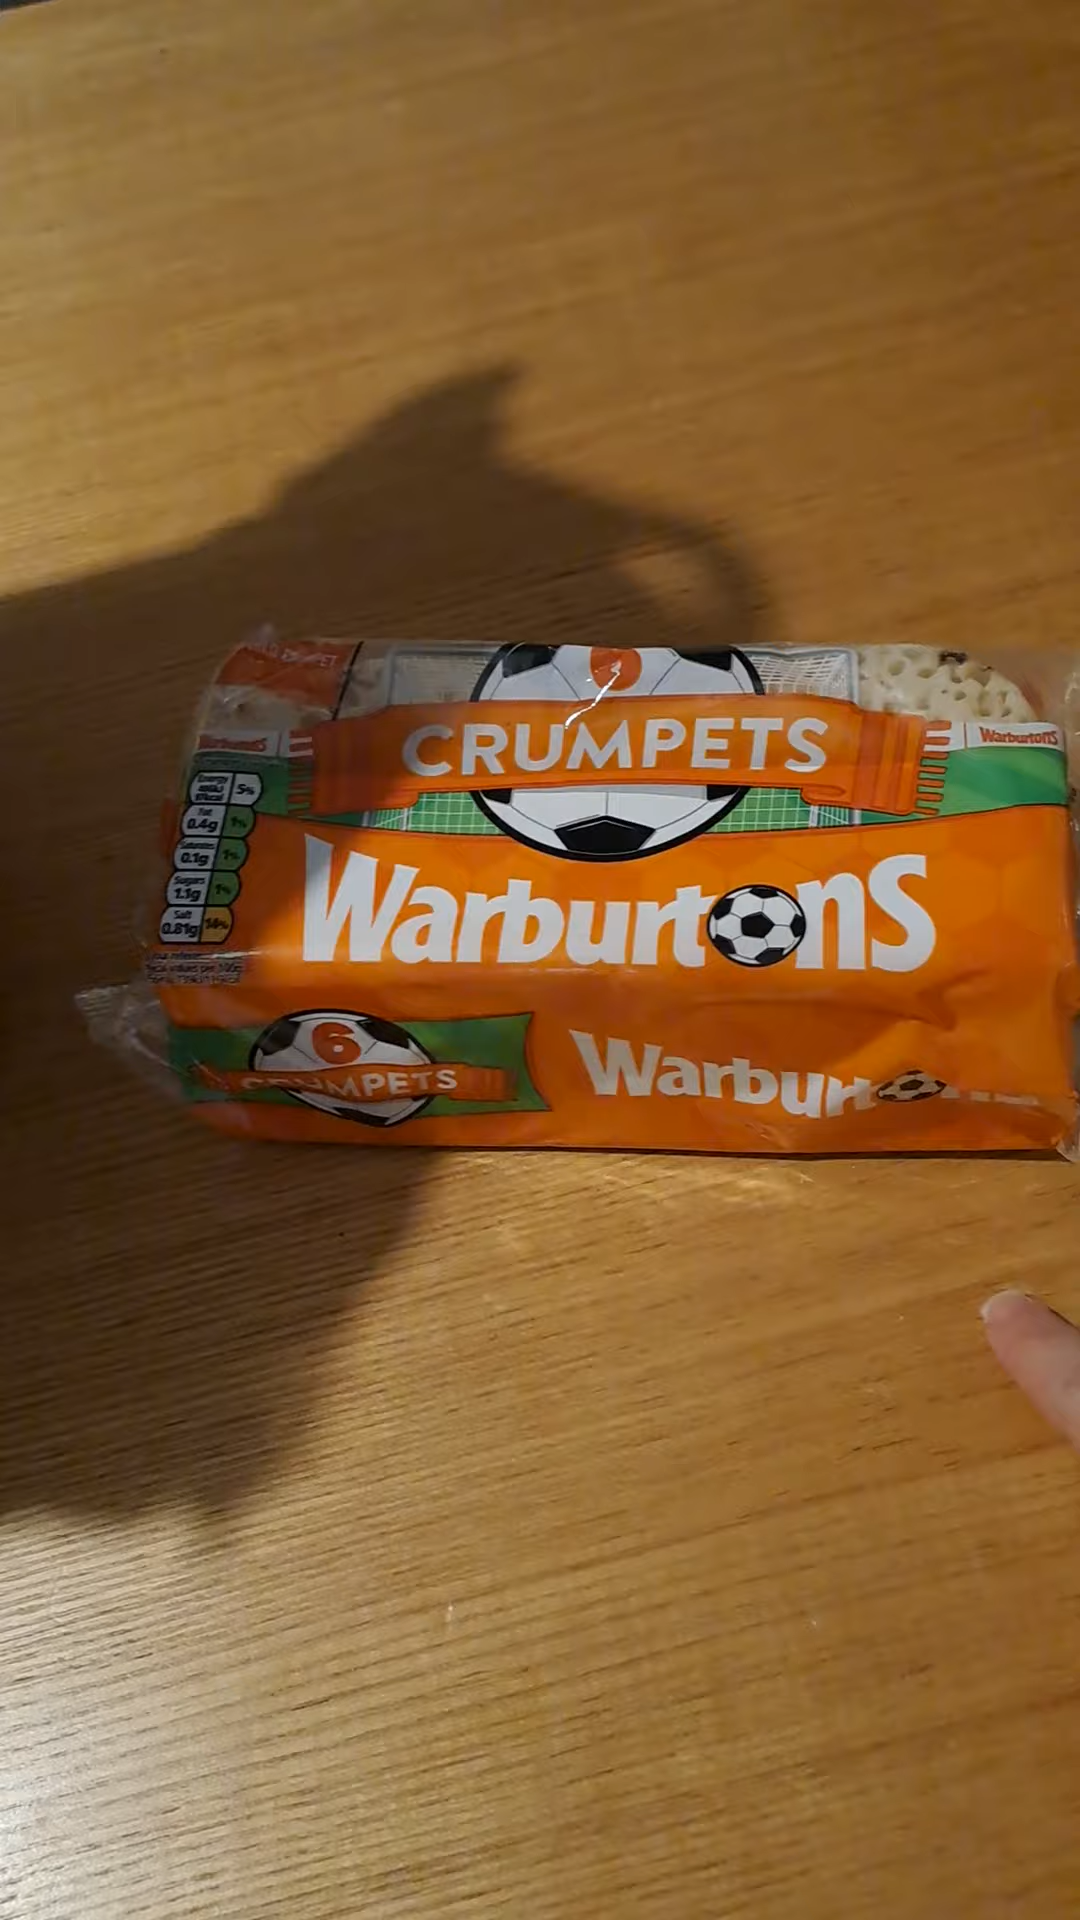 CRUMPETS
Warburtons
Warburtons
Energy
5%
Fat
0.4g
1%
Saturates
0.1g
1%
Sugars
1.1g
1%
Salt
0.81g
14%
Warburtons
6
CRUMPETS